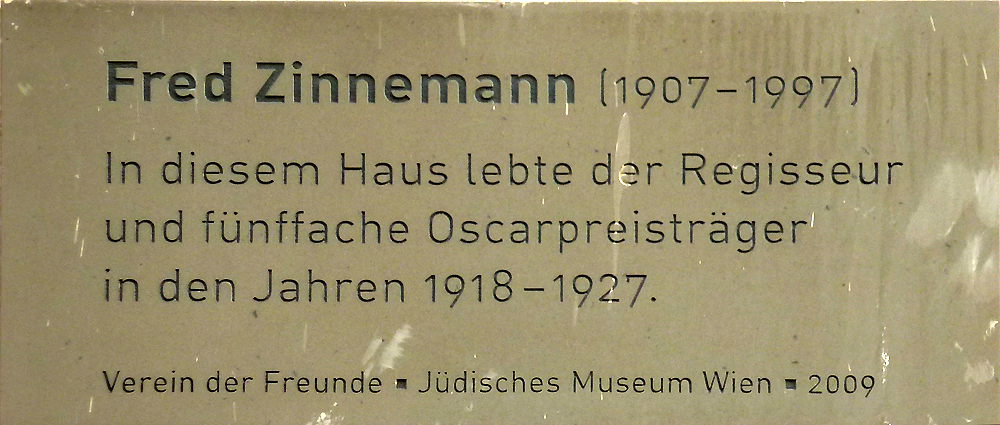 Fred Zinnemann (1907–1997)
In diesem Haus lebte der Regisseur
und fünffache Oscarpreisträger
in den Jahren 1918–1927.
Verein der Freunde ▪ Jüdisches Museum Wien ▪ 2009